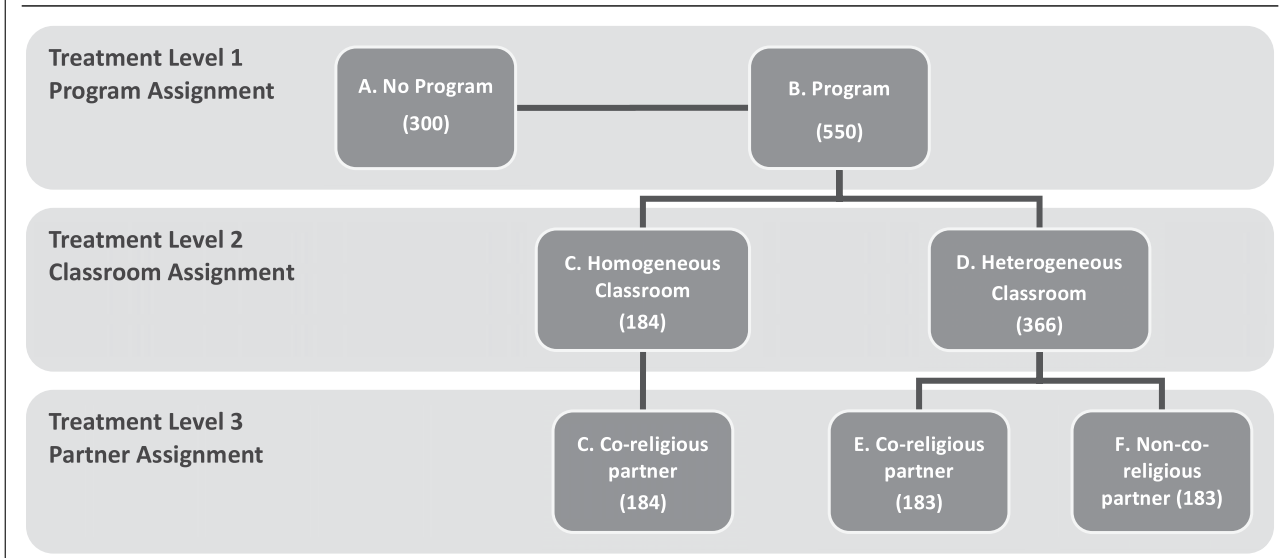 Treatment Level 1
Program Assignment
A. No Program
(300)
B. Program
(550)
Treatment Level 2
Classroom Assignment
C. Homogeneous
Classroom
(184)
D. Heterogeneous
Classroom
(366)
Treatment Level 3
Partner Assignment
C. Co-religious
partner
(184)
E. Co-religious
partner
(183)
F. Non-co-
religious
partner (183)